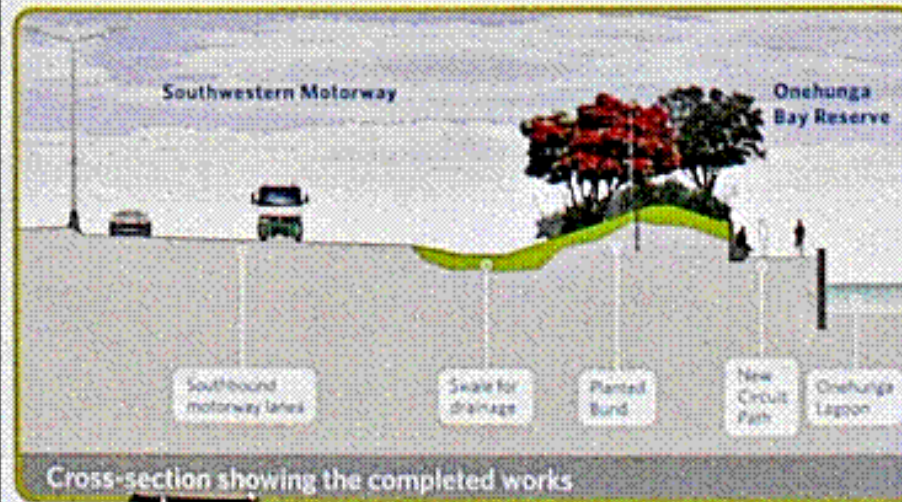 Southwestern Motorway
Onehunga
Bay Reserve
Southbound
motorway lanes
Swale for
drainage
Planted
Bund
New
Circuit
Path
Onehunga
Lagoon
Cross-section showing the completed works